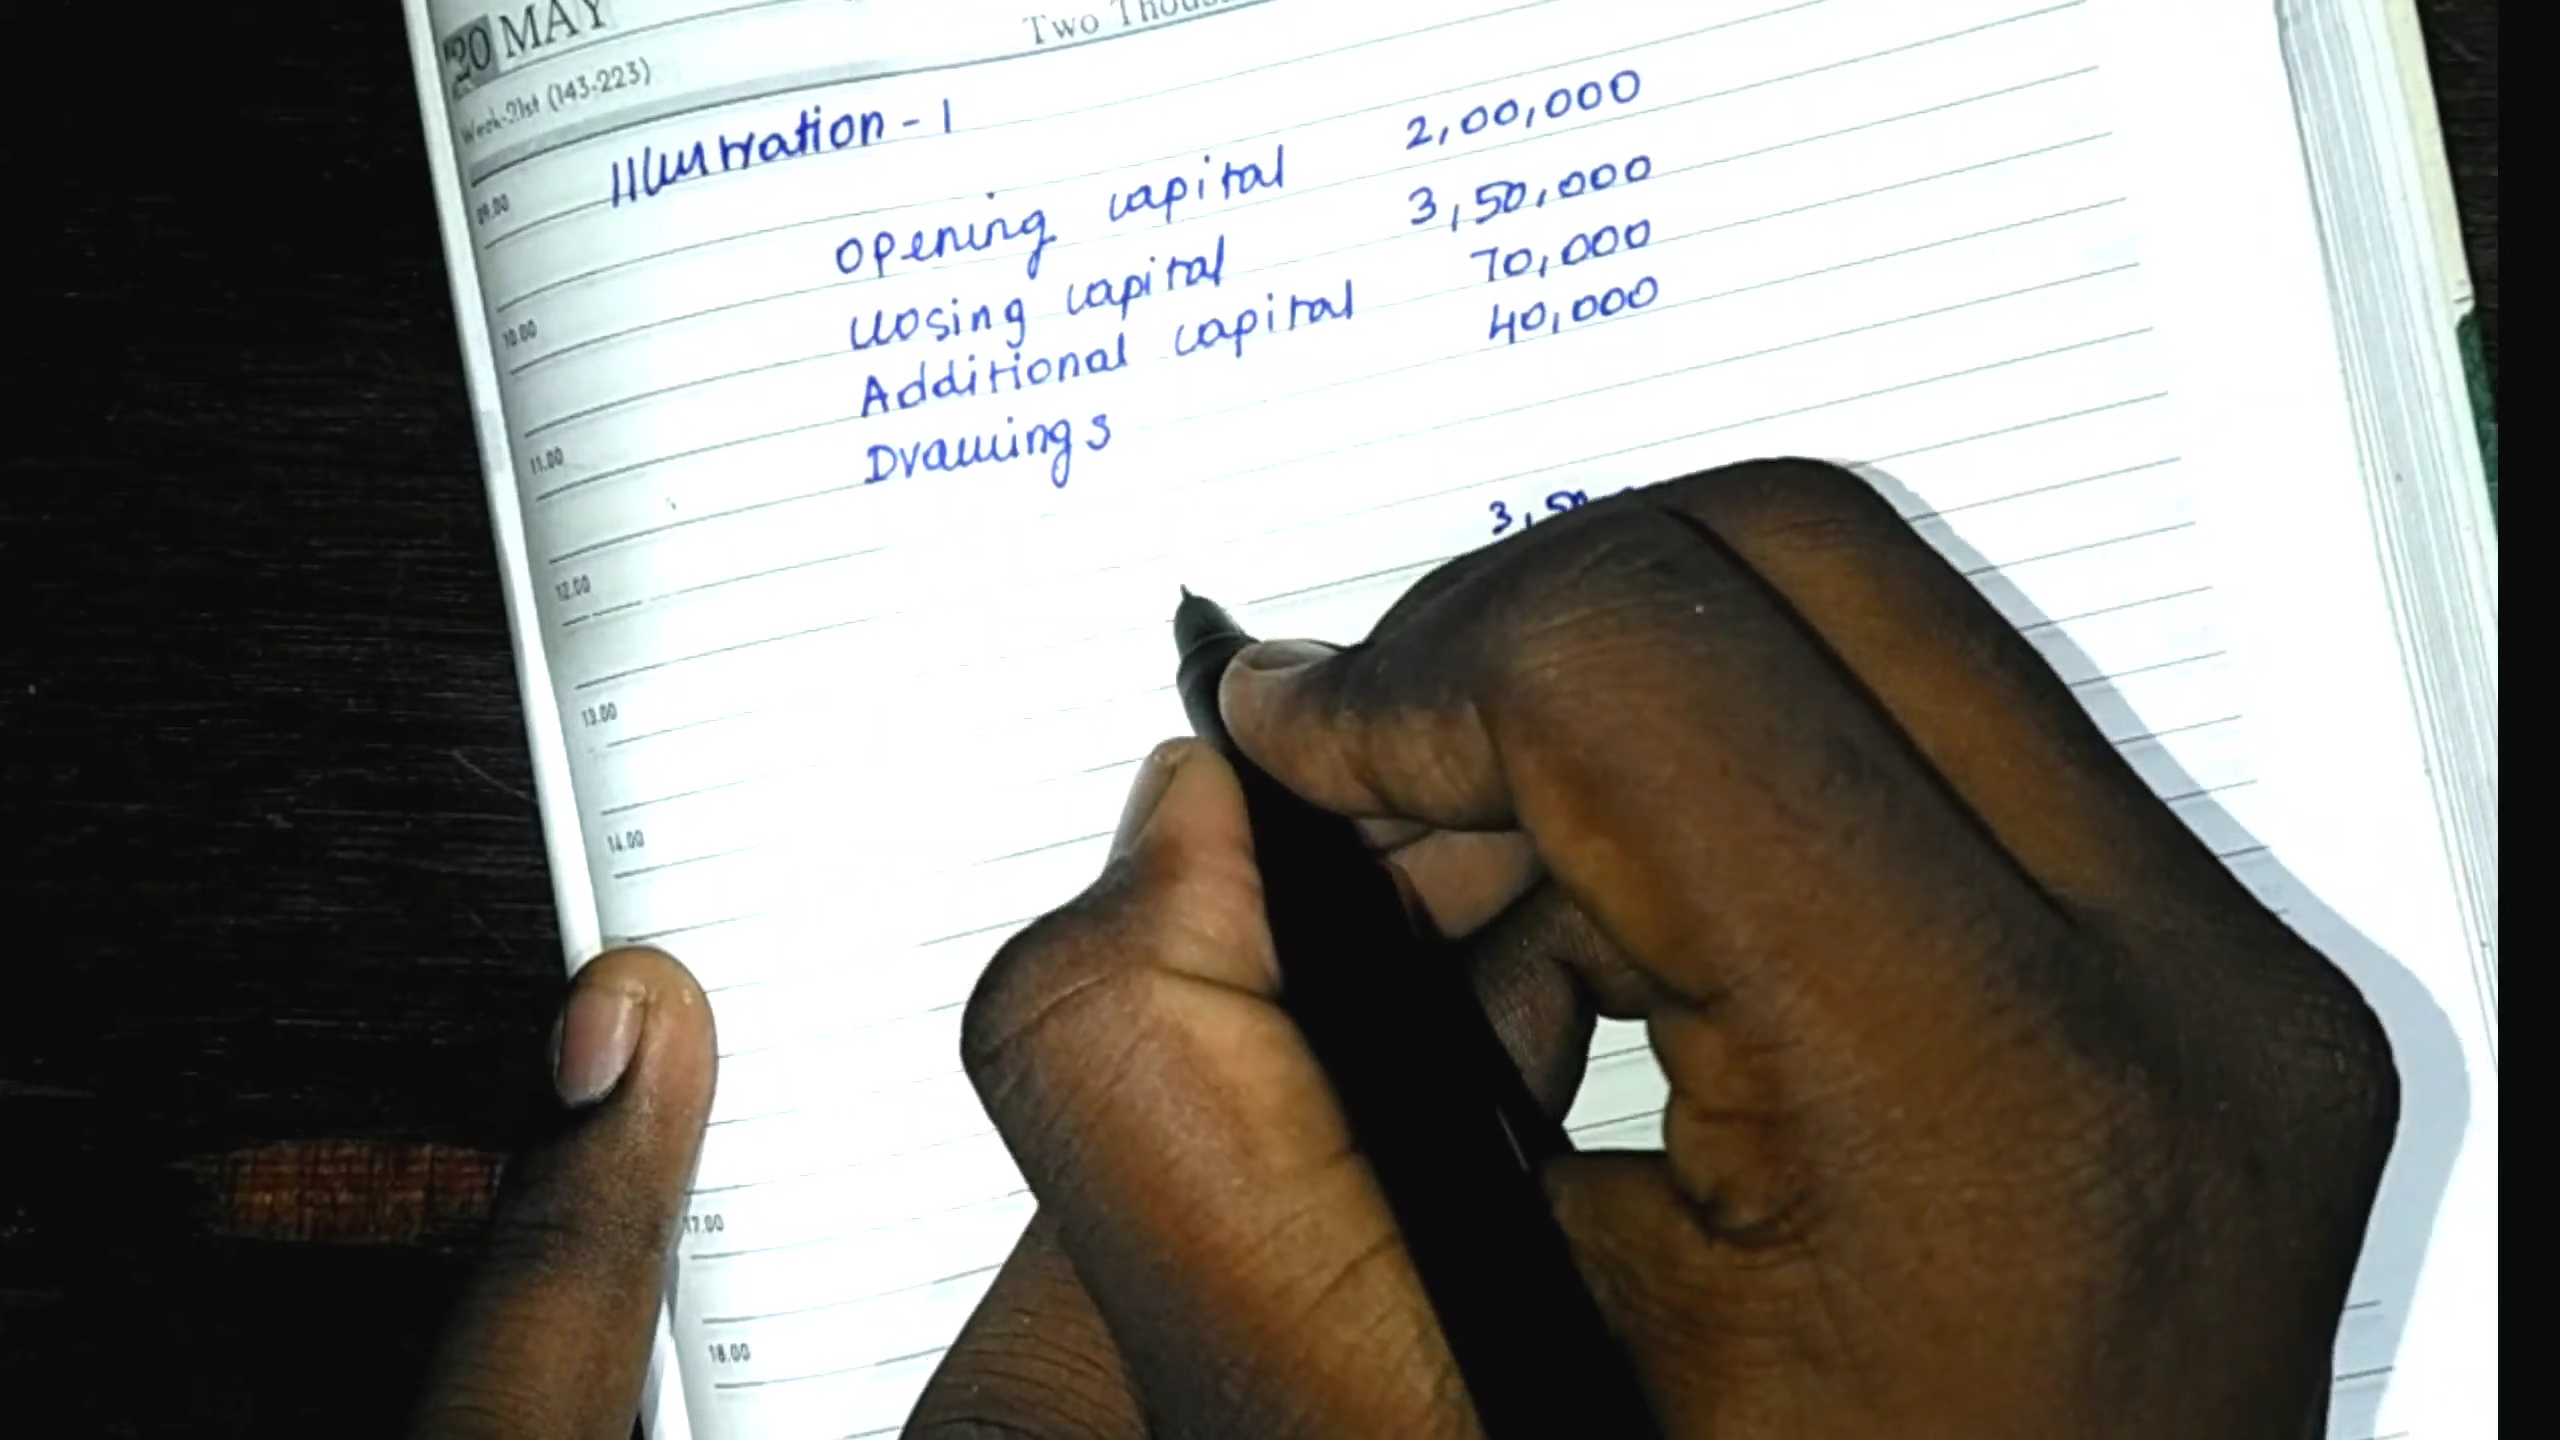 20 MAY
Two
Week-21st (143-223)
Illustration - 1
09.00
Opening capital 2,00,000
Closing capital 3,50,000
10.00
Additional capital 70,000
Drawings 40,000
11.00
12.00
13.00
14.00
17.00
18.00